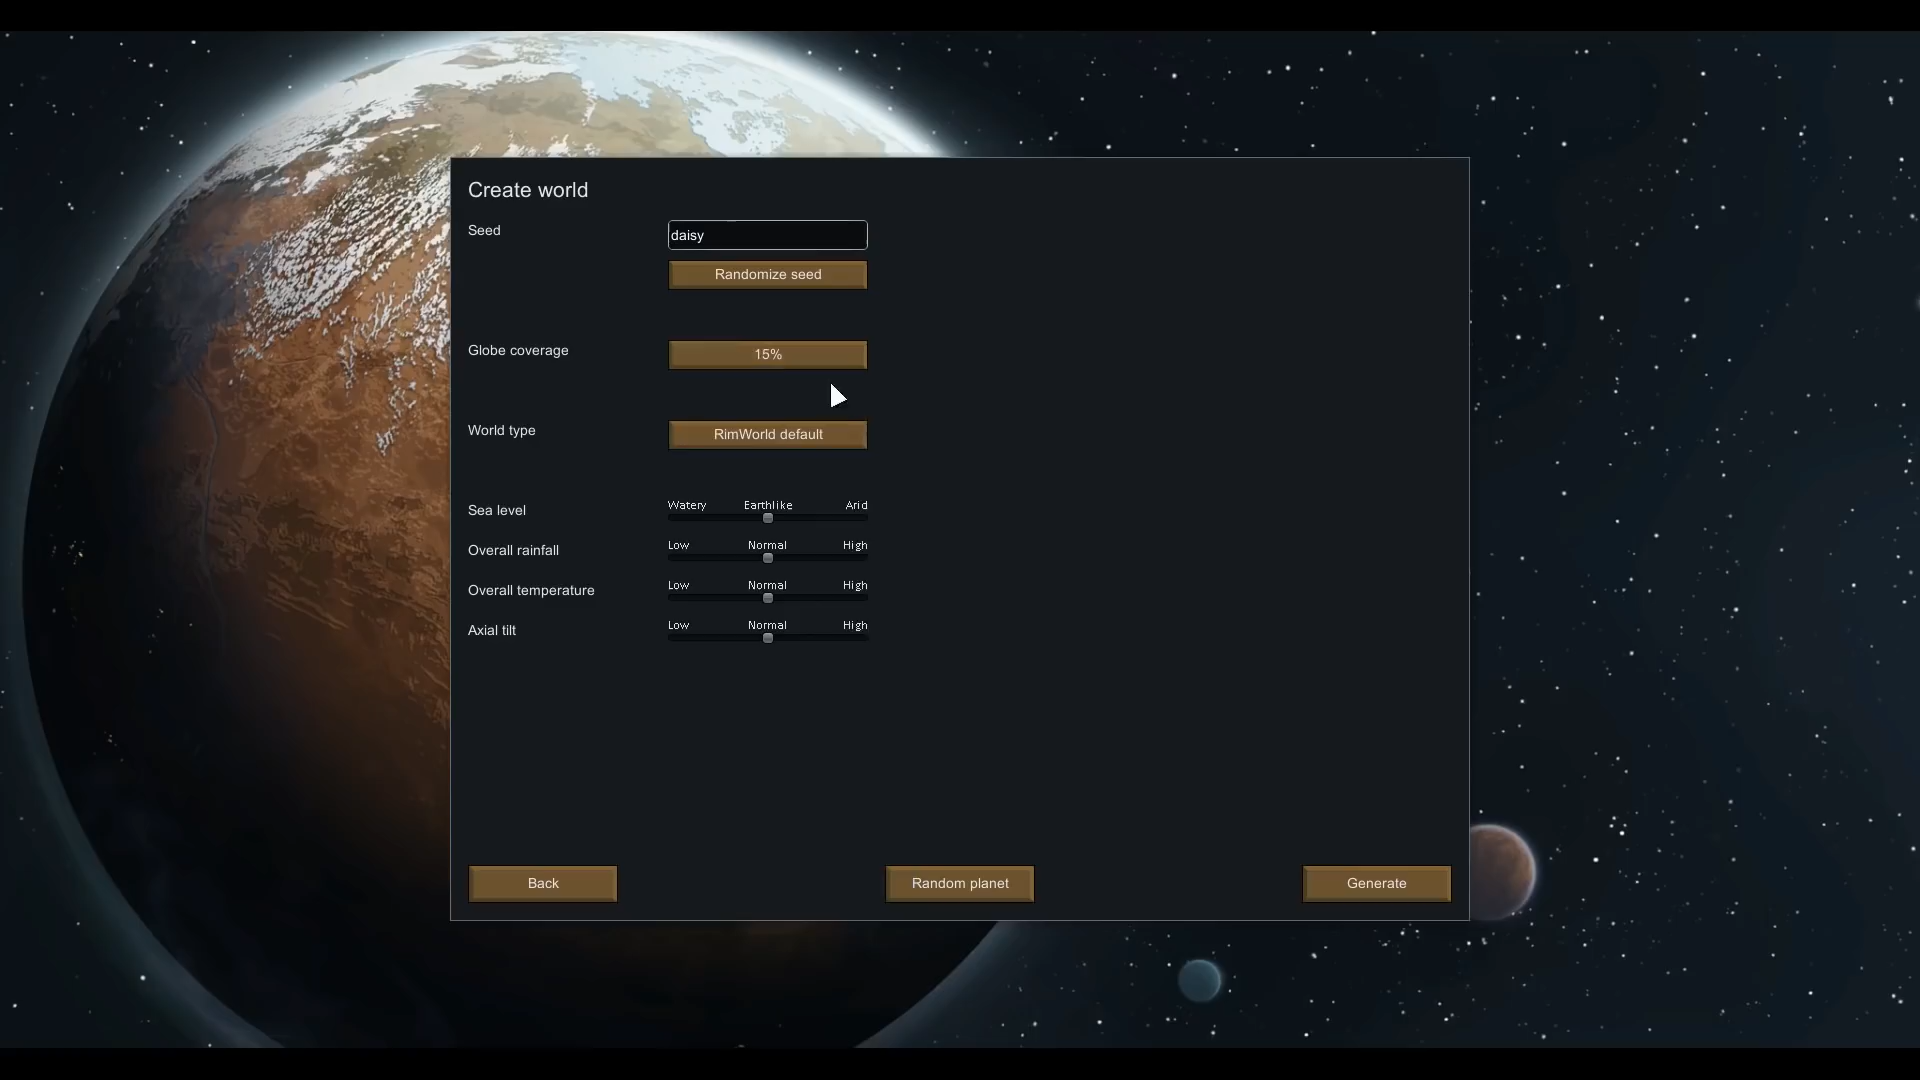 Create world
Seed daisy
Randomize seed
Globe coverage 15%
World type RimWorld default
Sea level Watery Earthlike Arid
Overall rainfall Low Normal High
Overall temperature Low Normal High
Axial tilt Low Normal High
Back Random planet Generate